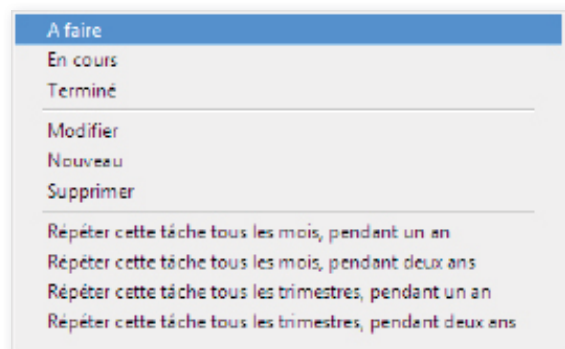 A faire
En cours
Terminé
Modifier
Nouveau
Supprimer
Répéter cette tâche tous les mois, pendant un an
Répéter cette tâche tous les mois, pendant deux ans
Répéter cette tâche tous les trimestres, pendant un an
Répéter cette tâche tous les trimestres, pendant deux ans